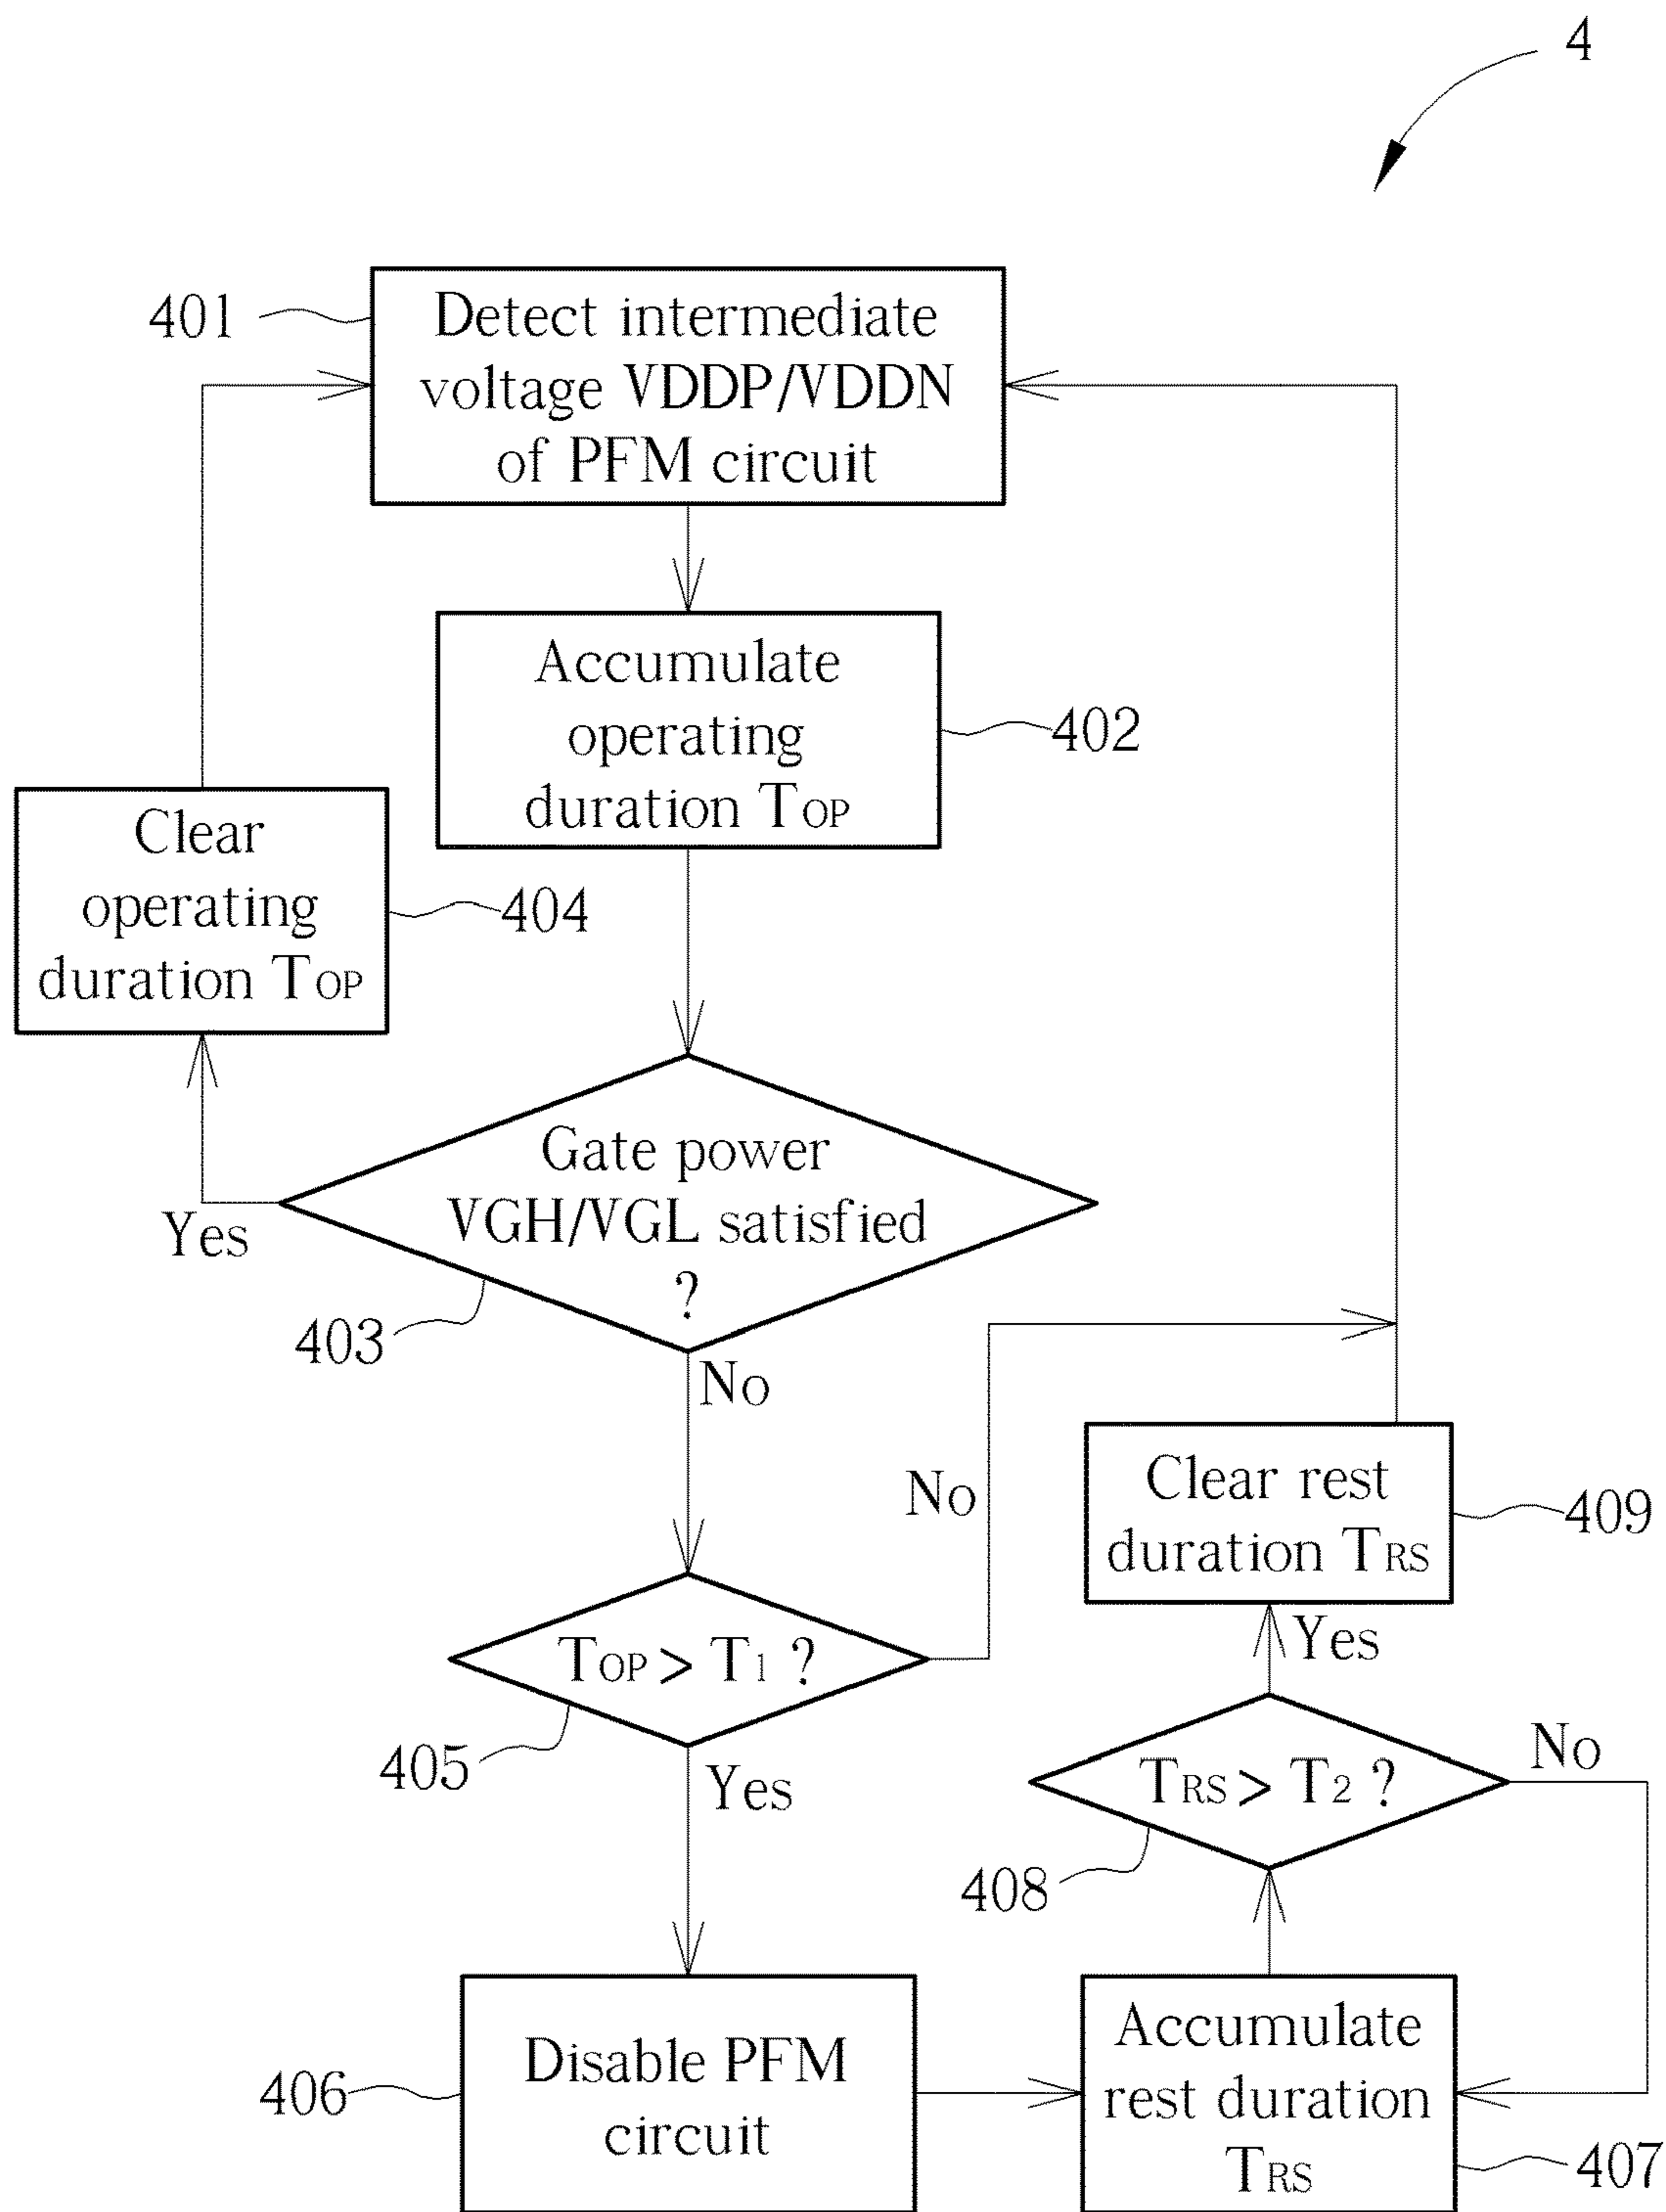 4
401
Detect intermediate
voltage VDDP/VDDN
of PFM circuit
Accumulate
operating
duration TOP
402
Clear
operating
duration TOP
404
Gate power
VGH/VGL satisfied
?
Yes
403
No
TOP > T1 ?
405
No
Yes
Clear rest
duration TRS
409
Yes
TRS > T2 ?
No
408
Disable PFM
circuit
406
Accumulate
rest duration
TRS
407